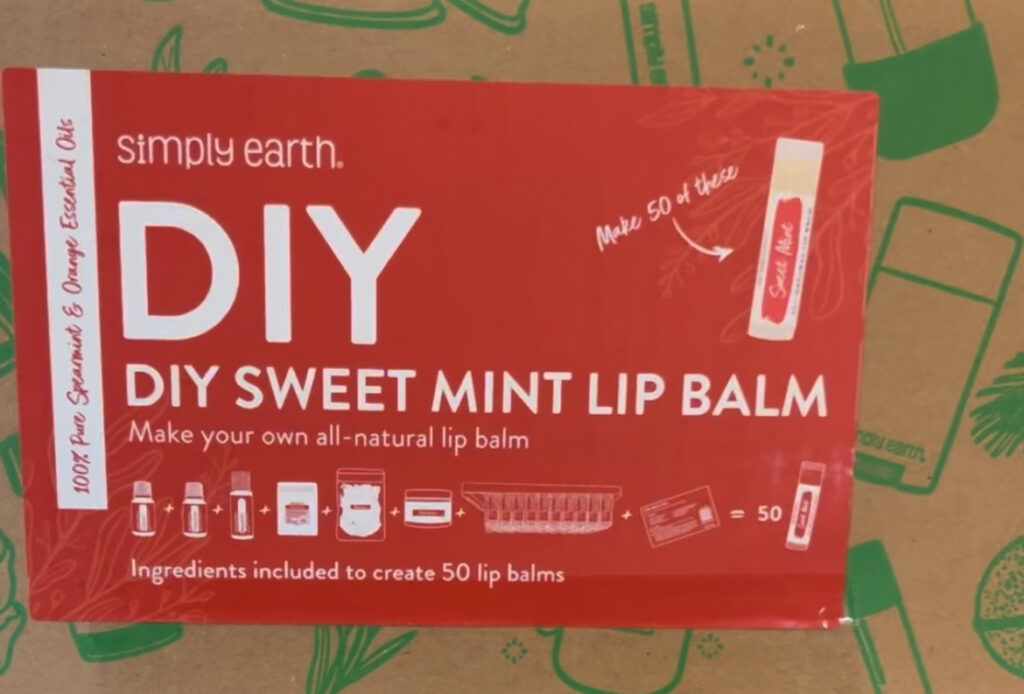 simply earth®
DIY
DIY SWEET MINT LIP BALM
Make your own all-natural lip balm
+ + + + + + + = 50
Ingredients included to create 50 lip balms
100% Pure Spearmint & Orange Essential Oils
Make 50 of these
Sweet Mint
simply earth